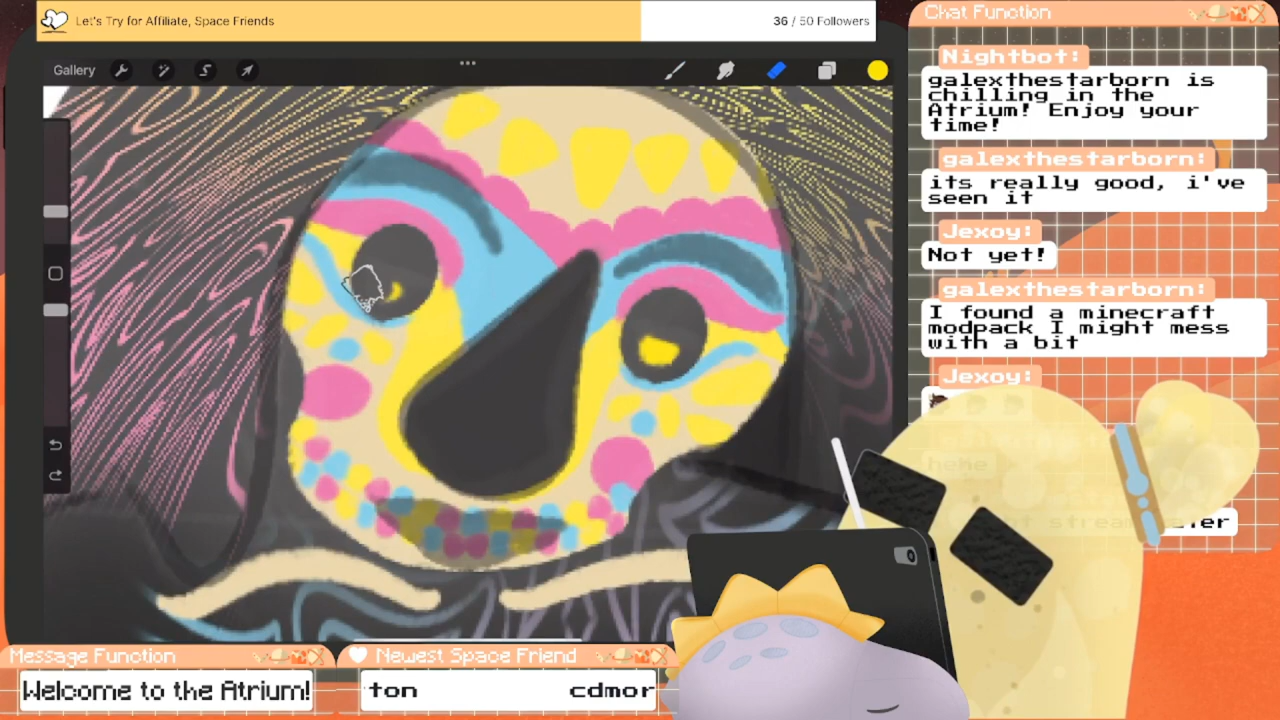 Let's Try for Affiliate, Space Friends
36 / 50 Followers
Gallery
Chat Function
Nightbot:
galexthestarborn is
chilling in the
Atrium! Enjoy your
time!
galexthestarborn:
its really good, i've
seen it
Jexoy:
Not yet!
galexthestarborn:
I found a minecraft
modpack I might mess
with a bit
Jexoy:
hehe
Message Function
Welcome to the Atrium!
Newest Space Friend
ton cdmor